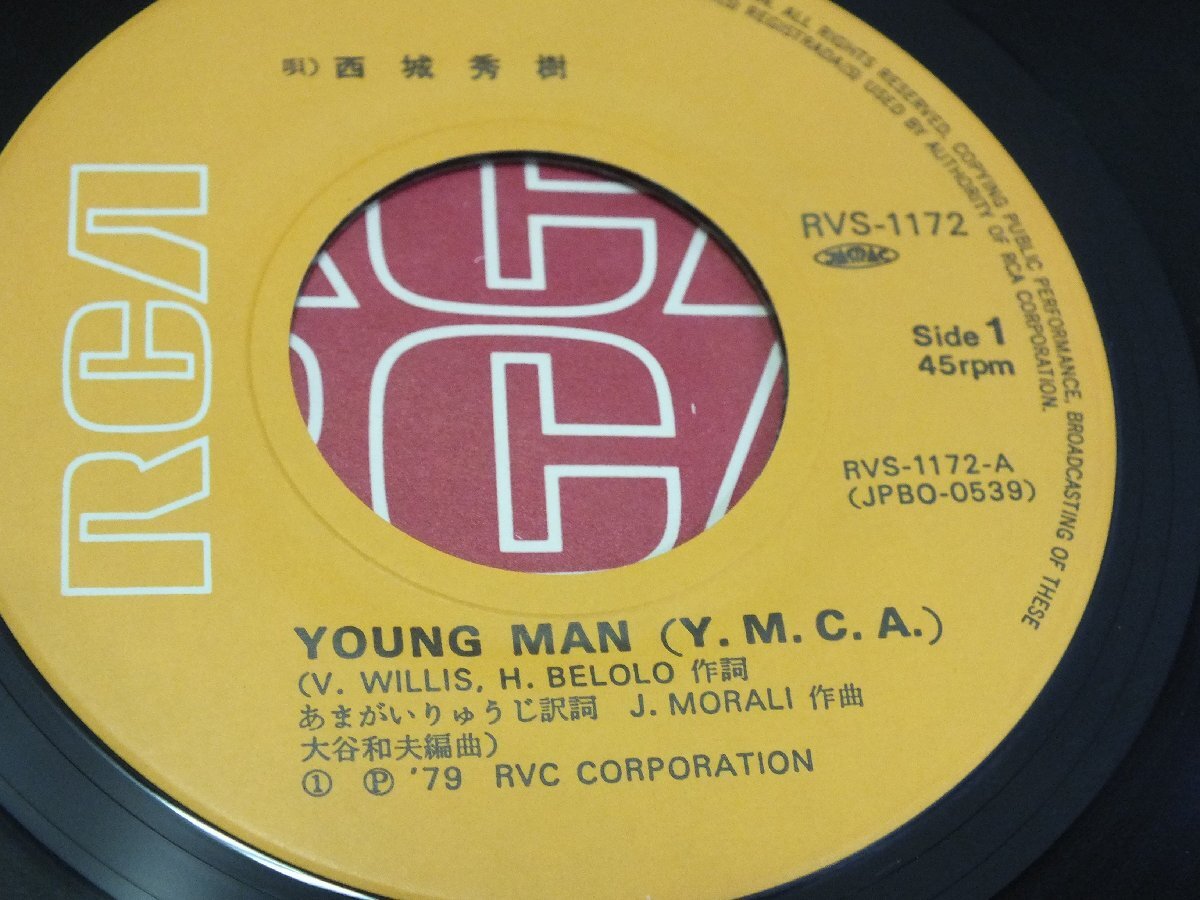 唄) 西城秀樹
RCA
RVS-1172
JASRAC
Side 1
45rpm
RVS-1172-A
(JPBO-0539)
YOUNG MAN (Y. M. C. A.)
(V. WILLIS, H. BELOLO 作詞
あまがいりゅうじ訳詞 J. MORALI 作曲
大谷和夫編曲)
① Ⓟ '79 RVC CORPORATION
ALL RIGHTS RESERVED, COPYING PUBLIC PERFORMANCE, BROADCASTING OF THESE
REGISTRADA(S) USED BY AUTHORITY OF RCA CORPORATION.